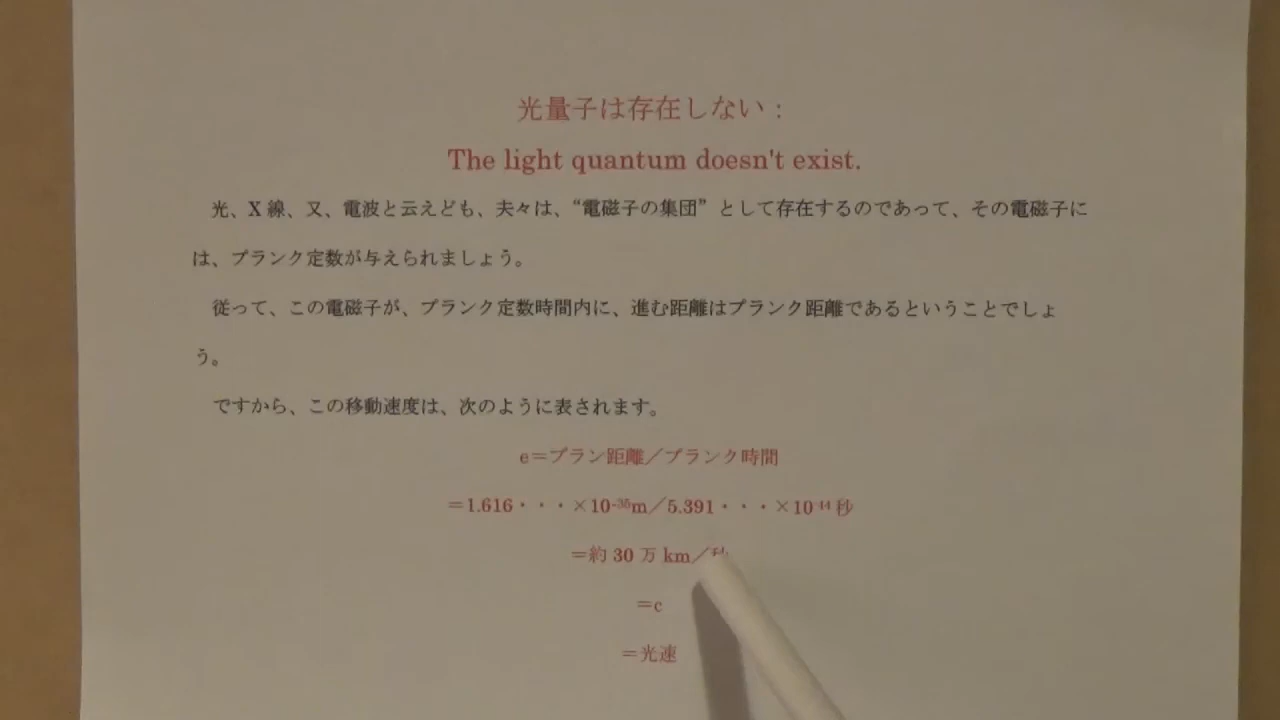 光量子は存在しない：
The light quantum doesn't exist.
光、X 線、又、電波と云えども、夫々は、“電磁子の集団”として存在するのであって、その電磁子に
は、プランク定数が与えられましょう。
従って、この電磁子が、プランク定数時間内に、進む距離はプランク距離であるということでしょ
う。
ですから、この移動速度は、次のように表されます。
e＝プラン距離／プランク時間
＝1.616・・・×10⁻³⁵m／5.391・・・×10⁻⁴⁴秒
＝約 30 万 km／秒
＝c
＝光速